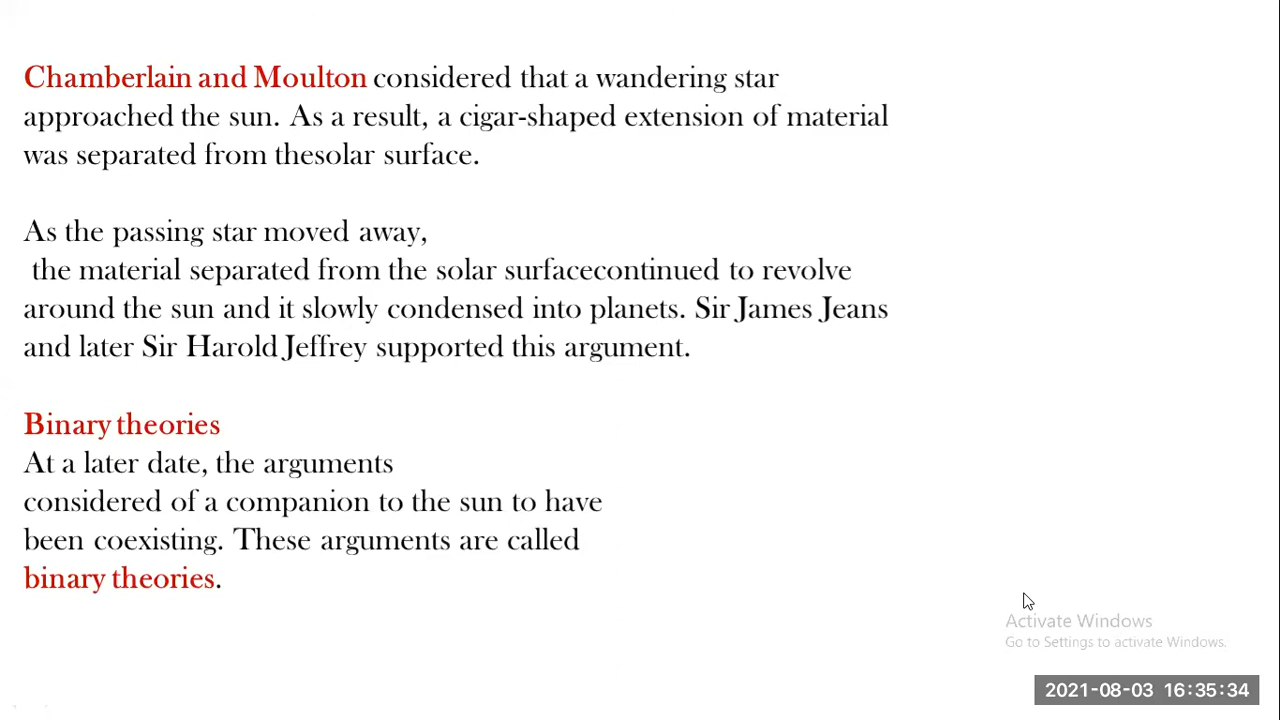 Chamberlain and Moulton considered that a wandering star
approached the sun. As a result, a cigar-shaped extension of material
was separated from thesolar surface.
As the passing star moved away,
the material separated from the solar surfacecontinued to revolve
around the sun and it slowly condensed into planets. Sir James Jeans
and later Sir Harold Jeffrey supported this argument.
Binary theories
At a later date, the arguments
considered of a companion to the sun to have
been coexisting. These arguments are called
binary theories.
Activate Windows
Go to Settings to activate Windows.
2021-08-03 16:35:34